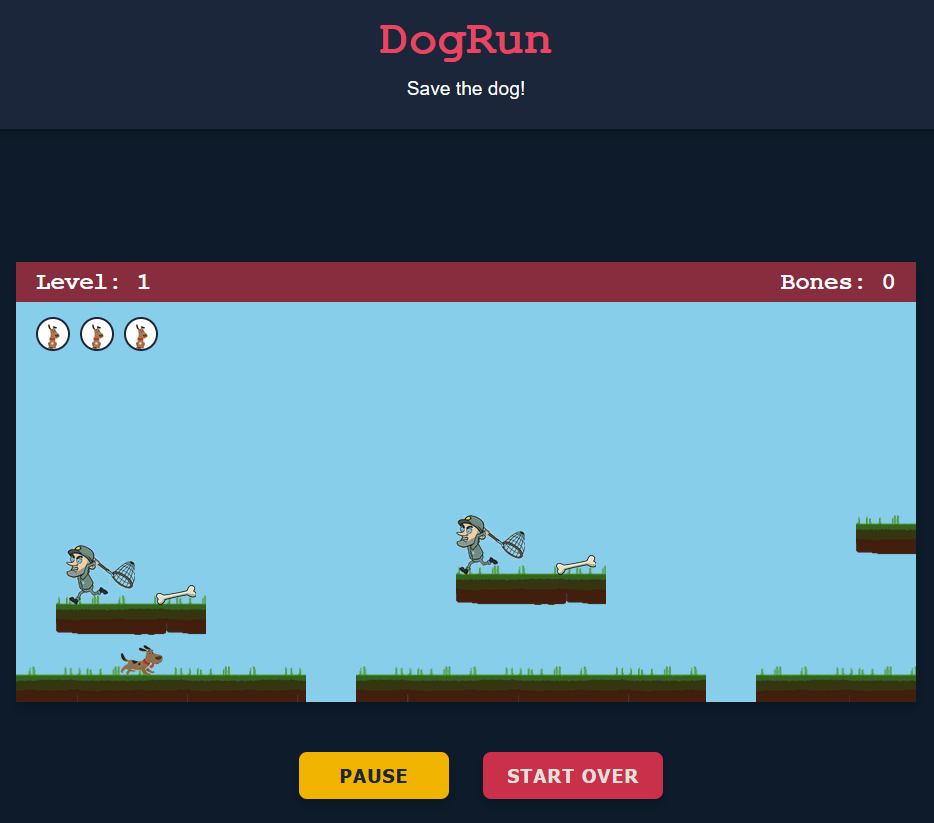 DogRun
Save the dog!
Level: 1
Bones: 0
PAUSE
START OVER